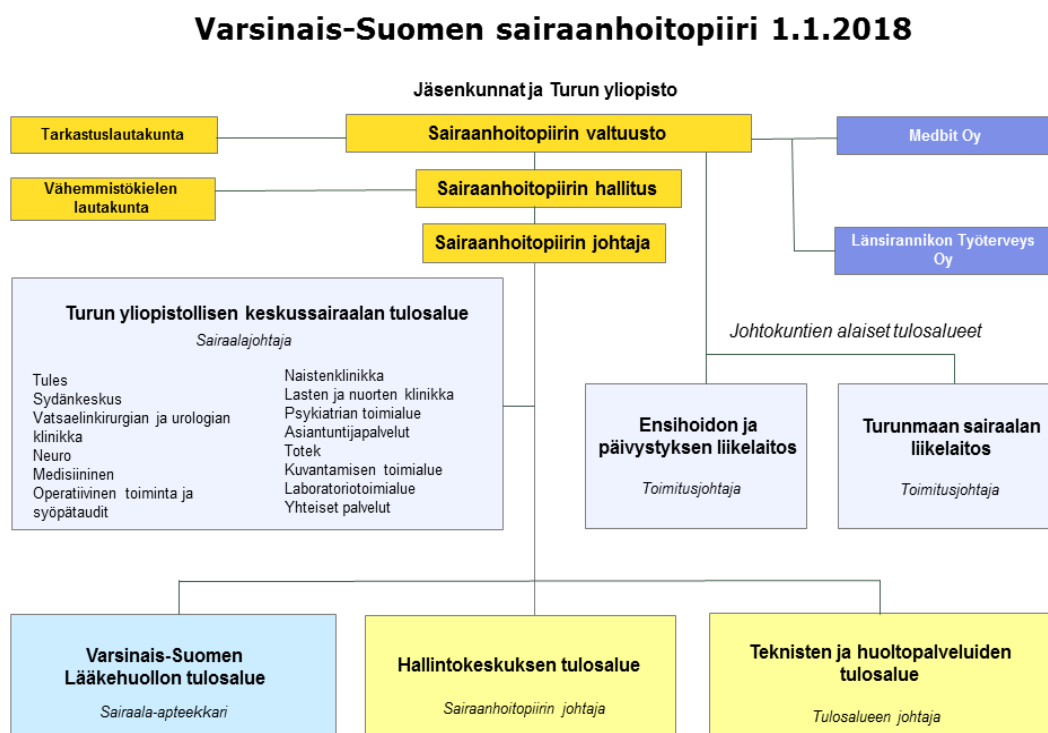 Varsinais-Suomen sairaanhoitopiiri 1.1.2018
Jäsenkunnat ja Turun yliopisto
Tarkastuslautakunta
Sairaanhoitopiirin valtuusto
Medbit Oy
Vähemmistökielen
lautakunta
Sairaanhoitopiirin hallitus
Sairaanhoitopiirin johtaja
Länsirannikon Työterveys
Oy
Turun yliopistollisen keskussairaalan tulosalue
Sairaalajohtaja
Tules
Sydänkeskus
Vatsaelinkirurgian ja urologian
klinikka
Neuro
Medisiininen
Operatiivinen toiminta ja
syöpätaudit
Naistenklinikka
Lasten ja nuorten klinikka
Psykiatrian toimialue
Asiantuntijapalvelut
Totek
Kuvantamisen toimialue
Laboratoriotoimialue
Yhteiset palvelut
Johtokuntien alaiset tulosalueet
Ensihoidon ja
päivystyksen liikelaitos
Toimitusjohtaja
Turunmaan sairaalan
liikelaitos
Toimitusjohtaja
Varsinais-Suomen
Lääkehuollon tulosalue
Sairaala-apteekkari
Hallintokeskuksen tulosalue
Sairaanhoitopiirin johtaja
Teknisten ja huoltopalveluiden
tulosalue
Tulosalueen johtaja